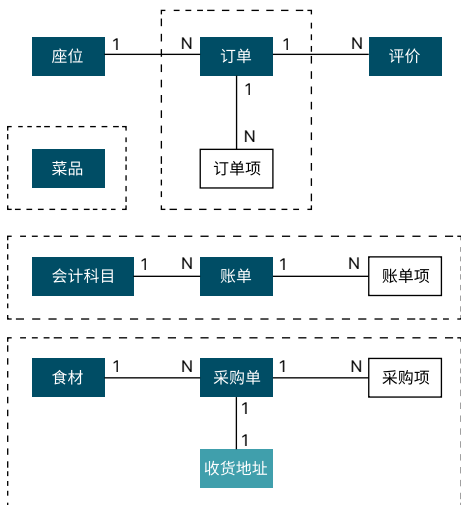 座位 1 N 订单 1 N 评价
1
N
菜品 订单项
会计科目 1 N 账单 1 N 账单项
食材 1 N 采购单 1 N 采购项
1
1
收货地址